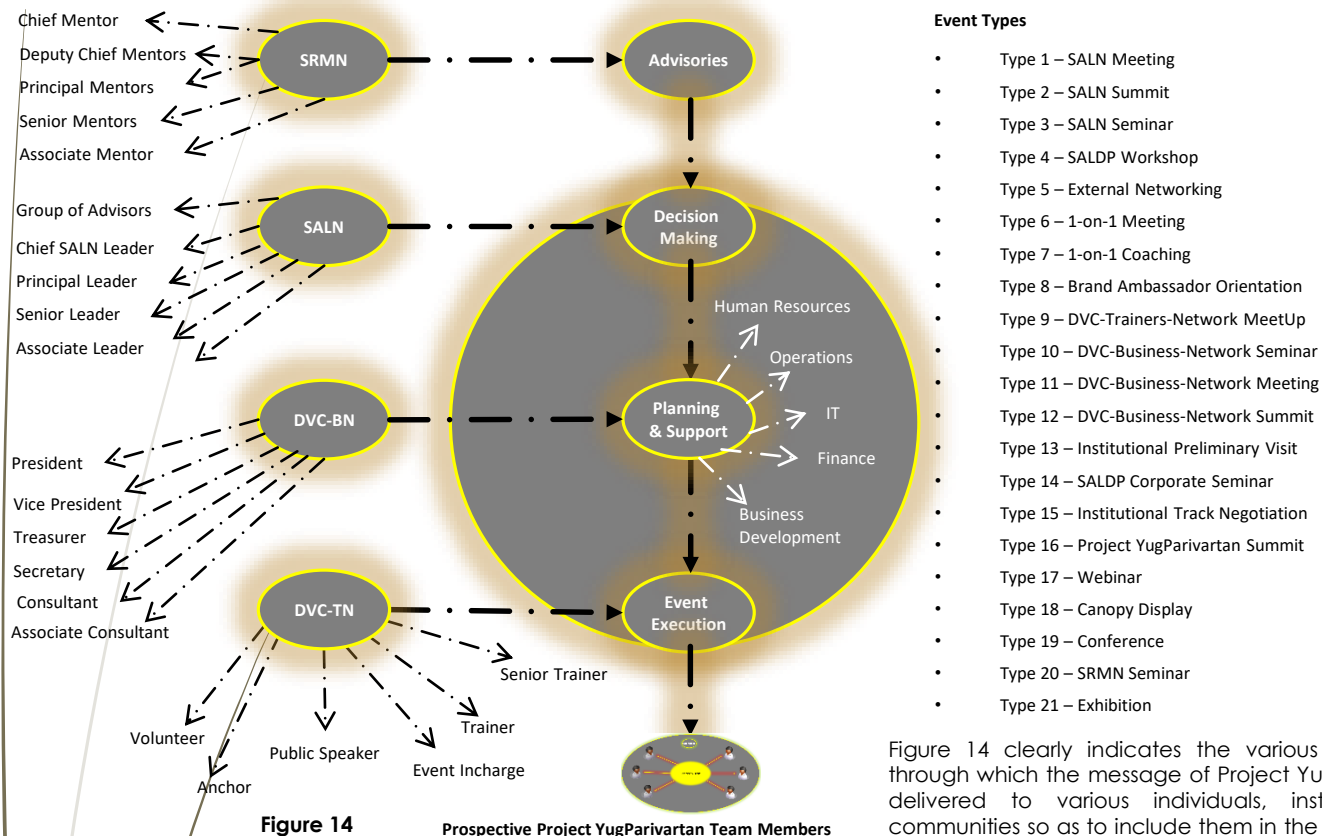 Chief Mentor
Deputy Chief Mentors
Principal Mentors
Senior Mentors
Associate Mentor
SRMN
Advisories
Group of Advisors
Chief SALN Leader
Principal Leader
Senior Leader
Associate Leader
SALN
Decision
Making
Human Resources
Operations
IT
Finance
Business
Development
DVC-BN
Planning
& Support
President
Vice President
Treasurer
Secretary
Consultant
Associate Consultant
DVC-TN
Event
Execution
Senior Trainer
Trainer
Event Incharge
Public Speaker
Volunteer
Anchor
Figure 14
Prospective Project YugParivartan Team Members
Event Types
• Type 1 – SALN Meeting
• Type 2 – SALN Summit
• Type 3 – SALN Seminar
• Type 4 – SALDP Workshop
• Type 5 – External Networking
• Type 6 – 1-on-1 Meeting
• Type 7 – 1-on-1 Coaching
• Type 8 – Brand Ambassador Orientation
• Type 9 – DVC-Trainers-Network MeetUp
• Type 10 – DVC-Business-Network Seminar
• Type 11 – DVC-Business-Network Meeting
• Type 12 – DVC-Business-Network Summit
• Type 13 – Institutional Preliminary Visit
• Type 14 – SALDP Corporate Seminar
• Type 15 – Institutional Track Negotiation
• Type 16 – Project YugParivartan Summit
• Type 17 – Webinar
• Type 18 – Canopy Display
• Type 19 – Conference
• Type 20 – SRMN Seminar
• Type 21 – Exhibition
Figure 14 clearly indicates the various
through which the message of Project Yu
delivered to various individuals, inst
communities so as to include them in the